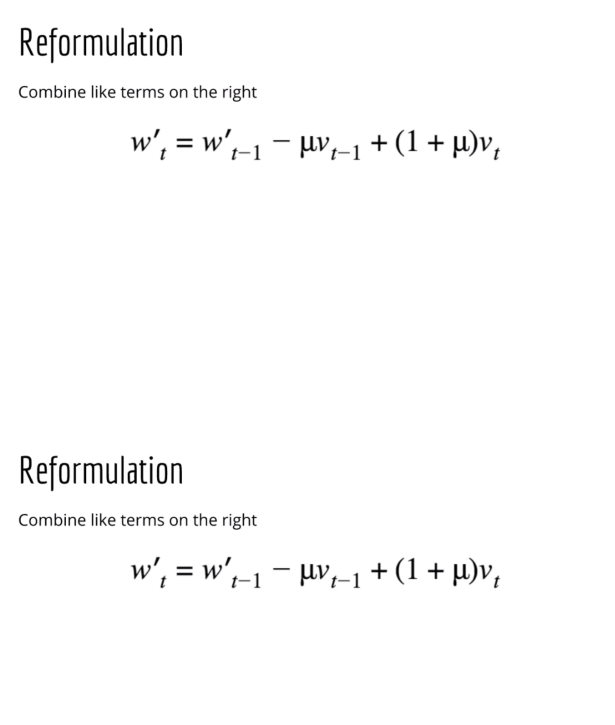 Reformulation
Combine like terms on the right
w′ₜ = w′ₜ₋₁ − μvₜ₋₁ + (1 + μ)vₜ
Reformulation
Combine like terms on the right
w′ₜ = w′ₜ₋₁ − μvₜ₋₁ + (1 + μ)vₜ